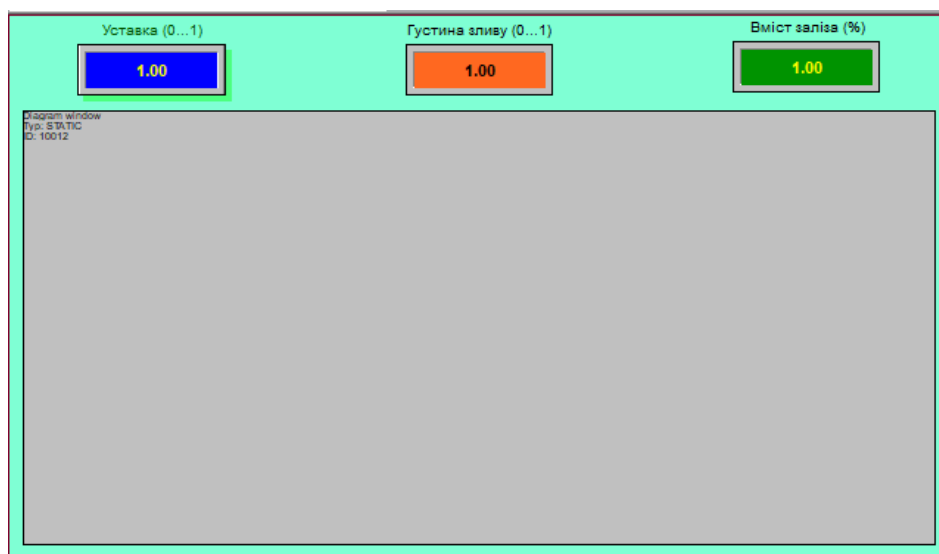 Уставка (0...1)
Густина зливу (0...1)
Вміст заліза (%)
1.00
1.00
1.00
Diagram window
Typ: STATIC
ID: 10012